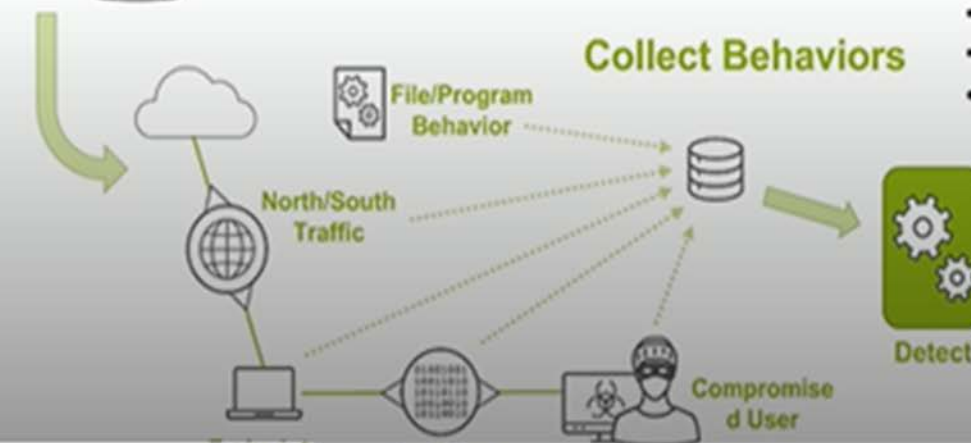 Collect Behaviors
File/Program
Behavior
North/South
Traffic
Detect
Compromise
d User